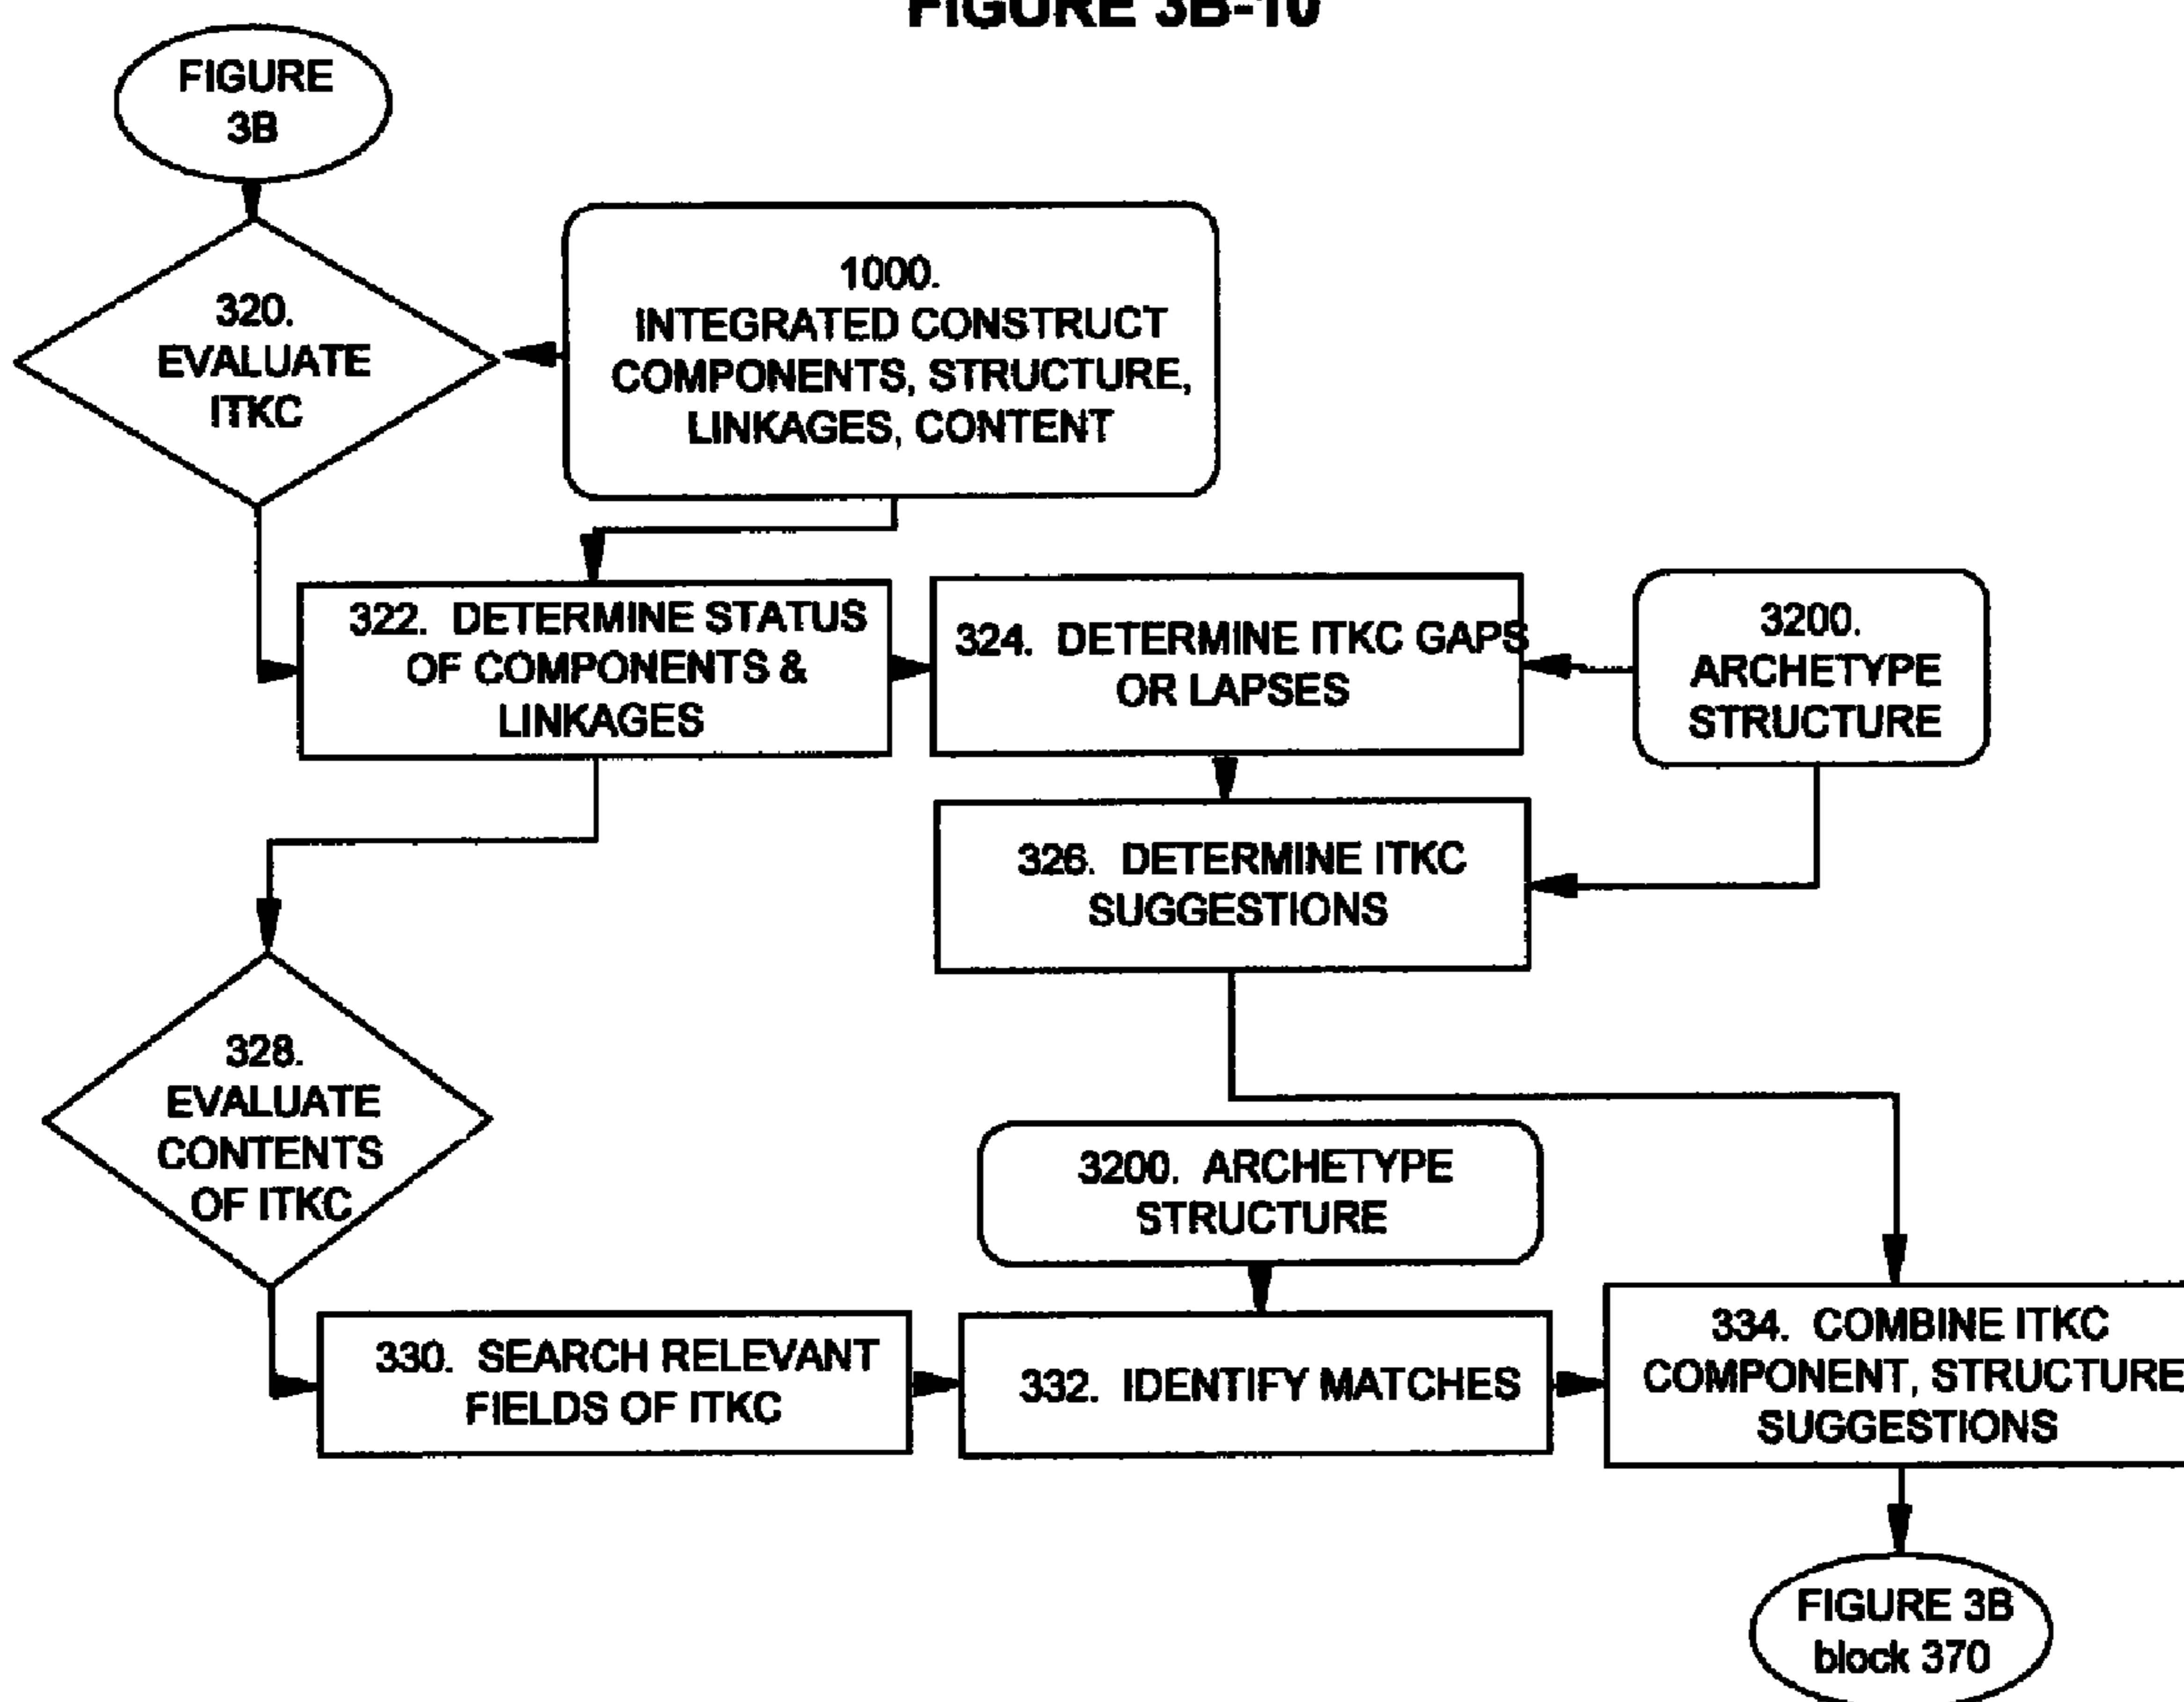 FIGURE 3B-10
FIGURE
3B
320.
EVALUATE
ITKC
1000.
INTEGRATED CONSTRUCT
COMPONENTS, STRUCTURE,
LINKAGES, CONTENT
322. DETERMINE STATUS
OF COMPONENTS &
LINKAGES
324. DETERMINE ITKC GAPS
OR LAPSES
3200.
ARCHETYPE
STRUCTURE
326. DETERMINE ITKC
SUGGESTIONS
328.
EVALUATE
CONTENTS
OF ITKC
3200. ARCHETYPE
STRUCTURE
330. SEARCH RELEVANT
FIELDS OF ITKC
332. IDENTIFY MATCHES
334. COMBINE ITKC
COMPONENT, STRUCTURE
SUGGESTIONS
FIGURE 3B
block 370